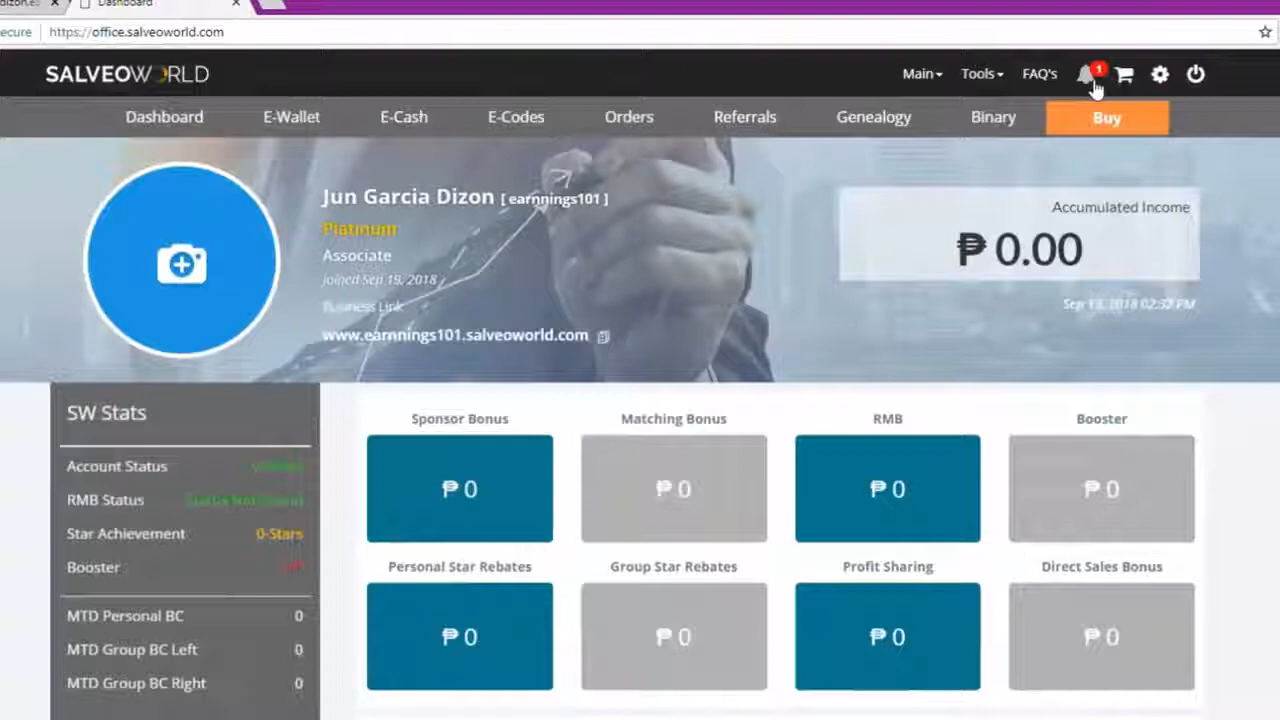 Dashboard
https://office.salveoworld.com
SALVEOWORLD
Main
Tools
FAQ's
1
Dashboard
E-Wallet
E-Cash
E-Codes
Orders
Referrals
Genealogy
Binary
Buy
Jun Garcia Dizon [ earnnings101 ]
Platinum
Associate
Joined Sep 19, 2018
Business Link
www.earnnings101.salveoworld.com
Accumulated Income
₱ 0.00
SW Stats
Account Status
RMB Status
Star Achievement 0-Stars
Booster
MTD Personal BC 0
MTD Group BC Left 0
MTD Group BC Right 0
Sponsor Bonus
₱ 0
Matching Bonus
₱ 0
RMB
₱ 0
Booster
₱ 0
Personal Star Rebates
₱ 0
Group Star Rebates
₱ 0
Profit Sharing
₱ 0
Direct Sales Bonus
₱ 0